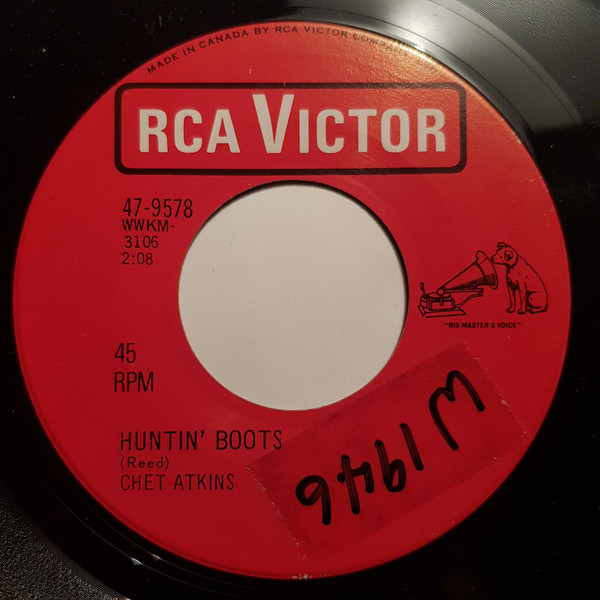 MADE IN CANADA BY RCA VICTOR COMPANY
RCA VICTOR
47-9578
WWKM-
3106
2:08
"HIS MASTER'S VOICE"
45
RPM
HUNTIN' BOOTS
(Reed)
CHET ATKINS
1946